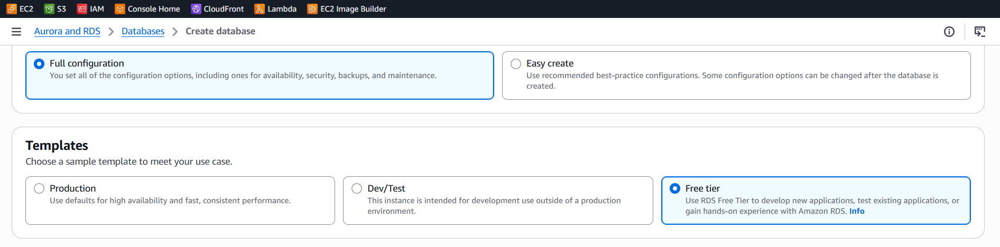 EC2 S3 IAM Console Home CloudFront Lambda EC2 Image Builder
Aurora and RDS > Databases > Create database
Full configuration
You set all of the configuration options, including ones for availability, security, backups, and maintenance.
Easy create
Use recommended best-practice configurations. Some configuration options can be changed after the database is
created.
Templates
Choose a sample template to meet your use case.
Production
Use defaults for high availability and fast, consistent performance.
Dev/Test
This instance is intended for development use outside of a production
environment.
Free tier
Use RDS Free Tier to develop new applications, test existing applications, or
gain hands-on experience with Amazon RDS. Info